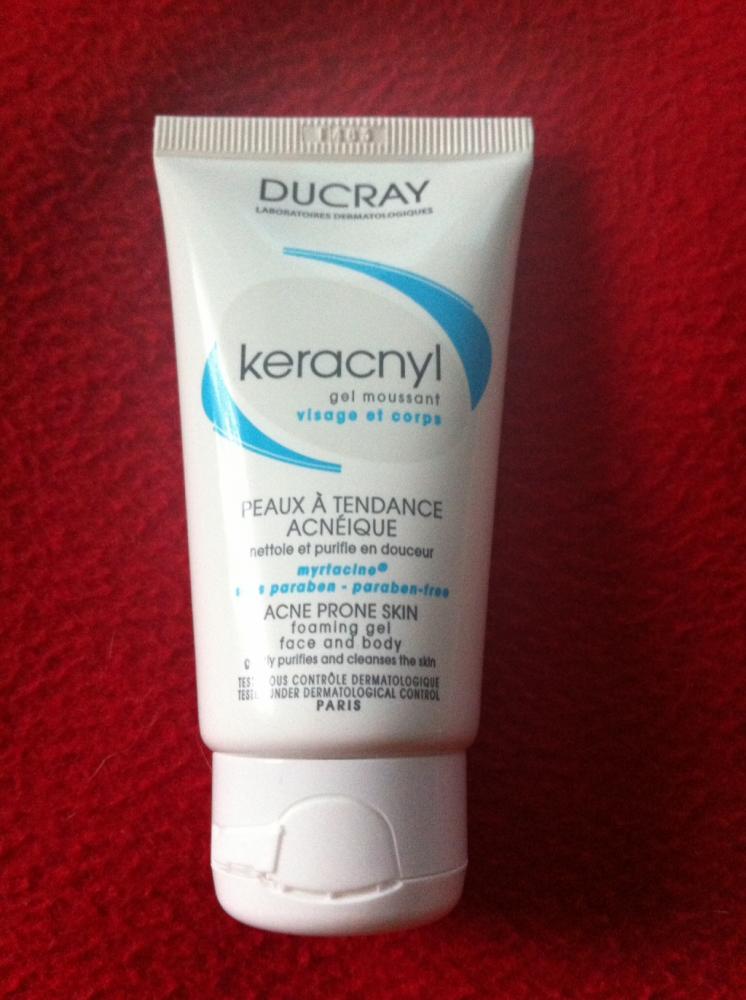 DUCRAY
LABORATOIRES DERMATOLOGIQUES
keracnyl
gel moussant
visage et corps
PEAUX À TENDANCE
ACNÉIQUE
nettoie et purifie en douceur
myrtacine®
paraben - paraben-free
ACNE PRONE SKIN
foaming gel
face and body
purifies and cleanses the skin
CONTRÔLE DERMATOLOGIQUE
UNDER DERMATOLOGICAL CONTROL
PARIS